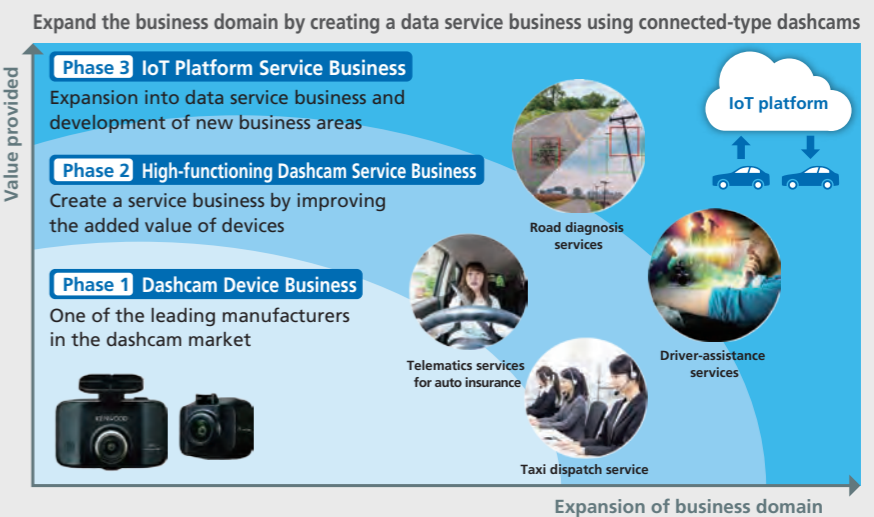 Expand the business domain by creating a data service business using connected-type dashcams
Value provided
Phase 3 IoT Platform Service Business
Expansion into data service business and
development of new business areas
IoT platform
Phase 2 High-functioning Dashcam Service Business
Create a service business by improving
the added value of devices
Road diagnosis
services
Phase 1 Dashcam Device Business
One of the leading manufacturers
in the dashcam market
Telematics services
for auto insurance
Driver-assistance
services
KENWOOD
Taxi dispatch service
Expansion of business domain